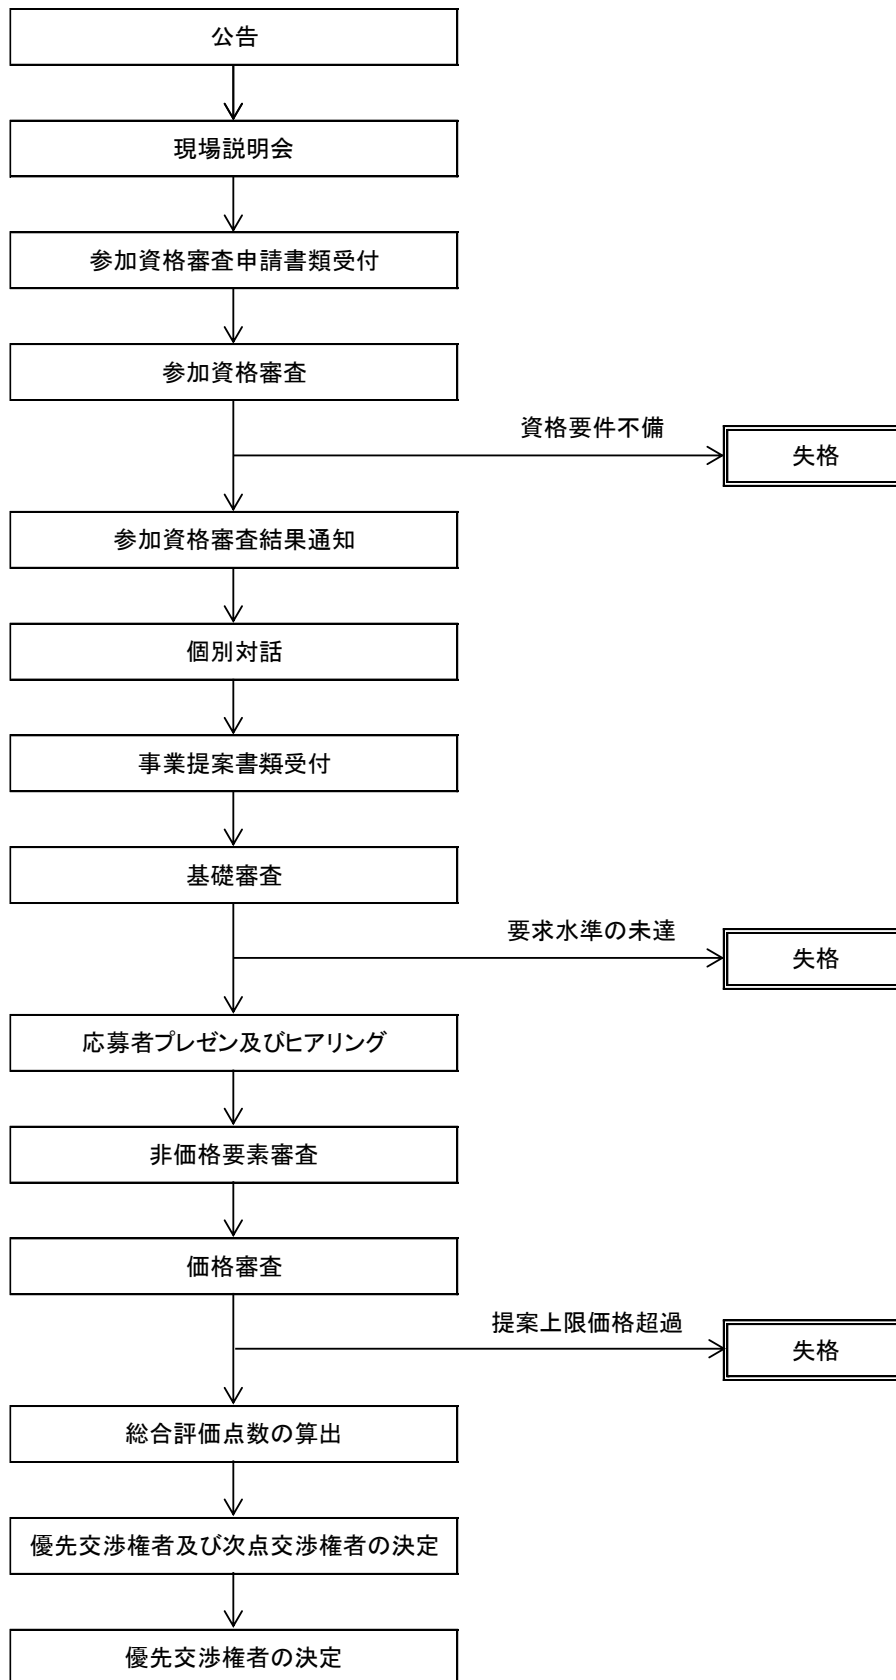 公告
現場説明会
参加資格審査申請書類受付
参加資格審査
資格要件不備
失格
参加資格審査結果通知
個別対話
事業提案書類受付
基礎審査
要求水準の未達
失格
応募者プレゼン及びヒアリング
非価格要素審査
価格審査
提案上限価格超過
失格
総合評価点数の算出
優先交渉権者及び次点交渉権者の決定
優先交渉権者の決定